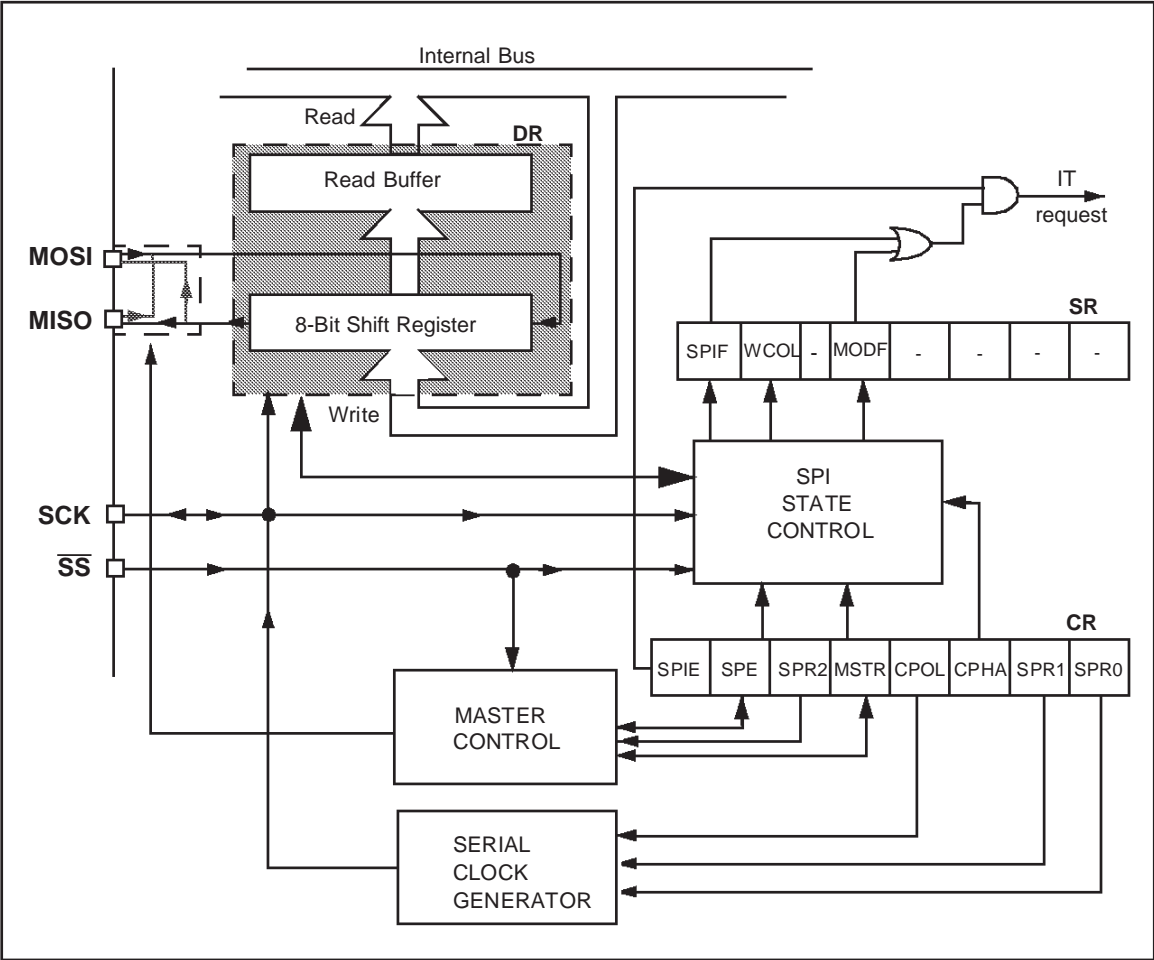 Internal Bus
Read
DR
Read Buffer
IT
request
MOSI
MISO
8-Bit Shift Register
SR
SPIF WCOL - MODF - - - -
Write
SPI
STATE
CONTROL
SCK
SS
CR
SPIE SPE SPR2 MSTR CPOL CPHA SPR1 SPR0
MASTER
CONTROL
SERIAL
CLOCK
GENERATOR